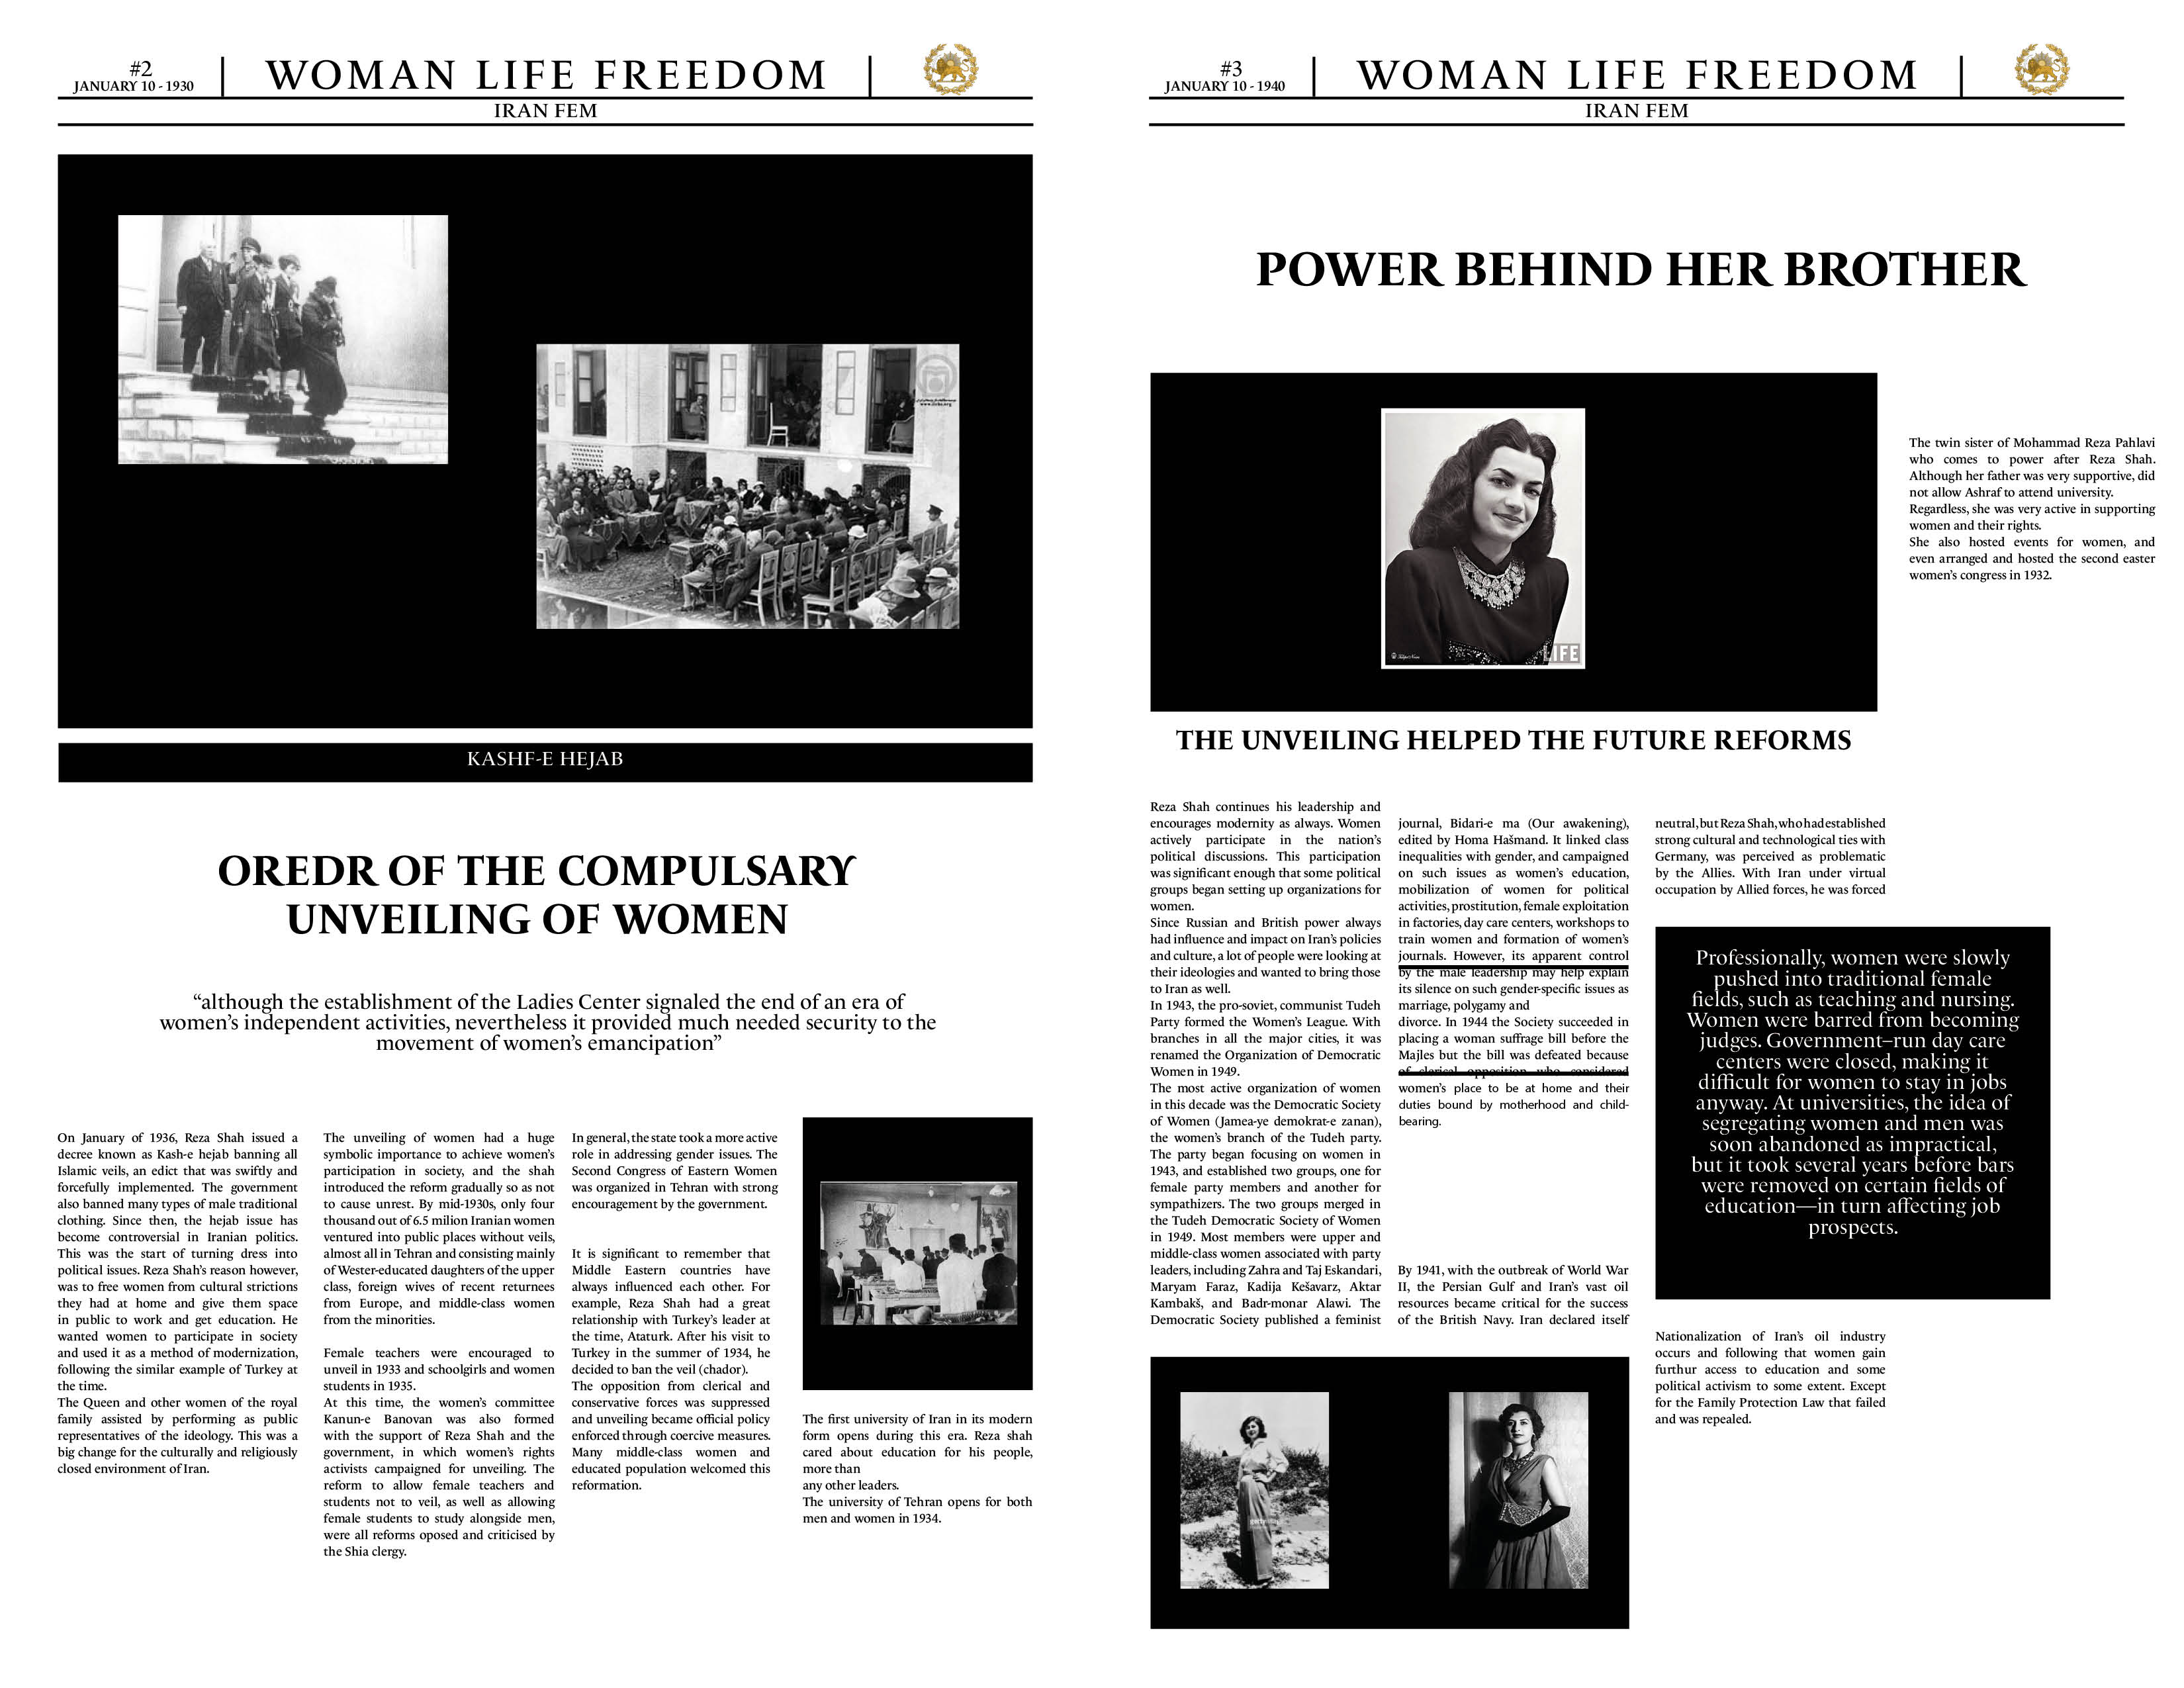 #2
JANUARY 10 - 1930
WOMAN LIFE FREEDOM
IRAN FEM
KASHF-E HEJAB
OREDR OF THE COMPULSARY
UNVEILING OF WOMEN
“although the establishment of the Ladies Center signaled the end of an era of
women’s independent activities, nevertheless it provided much needed security to the
movement of women’s emancipation”
On January of 1936, Reza Shah issued a
decree known as Kash-e hejab banning all
Islamic veils, an edict that was swiftly and
forcefully implemented. The government
also banned many types of male traditional
clothing. Since then, the hejab issue has
become controversial in Iranian politics.
This was the start of turning dress into
political issues. Reza Shah’s reason however,
was to free women from cultural strictions
they had at home and give them space
in public to work and get education. He
wanted women to participate in society
and used it as a method of modernization,
following the similar example of Turkey at
the time.
The Queen and other women of the royal
family assisted by performing as public
representatives of the ideology. This was a
big change for the culturally and religiously
closed environment of Iran.
The unveiling of women had a huge
symbolic importance to achieve women’s
participation in society, and the shah
introduced the reform gradually so as not
to cause unrest. By mid-1930s, only four
thousand out of 6.5 milion Iranian women
ventured into public places without veils,
almost all in Tehran and consisting mainly
of Wester-educated daughters of the upper
class, foreign wives of recent returnees
from Europe, and middle-class women
from the minorities.
Female teachers were encouraged to
unveil in 1933 and schoolgirls and women
students in 1935.
At this time, the women’s committee
Kanun-e Banovan was also formed
with the support of Reza Shah and the
government, in which women’s rights
activists campaigned for unveiling. The
reform to allow female teachers and
students not to veil, as well as allowing
female students to study alongside men,
were all reforms oposed and criticised by
the Shia clergy.
In general, the state took a more active
role in addressing gender issues. The
Second Congress of Eastern Women
was organized in Tehran with strong
encouragement by the government.
It is significant to remember that
Middle Eastern countries have
always influenced each other. For
example, Reza Shah had a great
relationship with Turkey’s leader at
the time, Ataturk. After his visit to
Turkey in the summer of 1934, he
decided to ban the veil (chador).
The opposition from clerical and
conservative forces was suppressed
and unveiling became official policy
enforced through coercive measures.
Many middle-class women and
educated population welcomed this
reformation.
The first university of Iran in its modern
form opens during this era. Reza shah
cared about education for his people,
more than
any other leaders.
The university of Tehran opens for both
men and women in 1934.
#3
JANUARY 10 - 1940
WOMAN LIFE FREEDOM
IRAN FEM
POWER BEHIND HER BROTHER
LIFE
The twin sister of Mohammad Reza Pahlavi
who comes to power after Reza Shah.
Although her father was very supportive, did
not allow Ashraf to attend university.
Regardless, she was very active in supporting
women and their rights.
She also hosted events for women, and
even arranged and hosted the second easter
women’s congress in 1932.
THE UNVEILING HELPED THE FUTURE REFORMS
Reza Shah continues his leadership and
encourages modernity as always. Women
actively participate in the nation’s
political discussions. This participation
was significant enough that some political
groups began setting up organizations for
women.
Since Russian and British power always
had influence and impact on Iran’s policies
and culture, a lot of people were looking at
their ideologies and wanted to bring those
to Iran as well.
In 1943, the pro-soviet, communist Tudeh
Party formed the Women’s League. With
branches in all the major cities, it was
renamed the Organization of Democratic
Women in 1949.
The most active organization of women
in this decade was the Democratic Society
of Women (Jamea-ye demokrat-e zanan),
the women’s branch of the Tudeh party.
The party began focusing on women in
1943, and established two groups, one for
female party members and another for
sympathizers. The two groups merged in
the Tudeh Democratic Society of Women
in 1949. Most members were upper and
middle-class women associated with party
leaders, including Zahra and Taj Eskandari,
Maryam Faraz, Kadija Kešavarz, Aktar
Kambakš, and Badr-monar Alawi. The
Democratic Society published a feminist
journal, Bidari-e ma (Our awakening),
edited by Homa Hašmand. It linked class
inequalities with gender, and campaigned
on such issues as women’s education,
mobilization of women for political
activities, prostitution, female exploitation
in factories, day care centers, workshops to
train women and formation of women’s
journals. However, its apparent control
by the male leadership may help explain
its silence on such gender-specific issues as
marriage, polygamy and
divorce. In 1944 the Society succeeded in
placing a woman suffrage bill before the
Majles but the bill was defeated because
of clerical opposition who considered
women’s place to be at home and their
duties bound by motherhood and child-
bearing.
By 1941, with the outbreak of World War
II, the Persian Gulf and Iran’s vast oil
resources became critical for the success
of the British Navy. Iran declared itself
neutral, but Reza Shah, who had established
strong cultural and technological ties with
Germany, was perceived as problematic
by the Allies. With Iran under virtual
occupation by Allied forces, he was forced
Professionally, women were slowly
pushed into traditional female
fields, such as teaching and nursing.
Women were barred from becoming
judges. Government–run day care
centers were closed, making it
difficult for women to stay in jobs
anyway. At universities, the idea of
segregating women and men was
soon abandoned as impractical,
but it took several years before bars
were removed on certain fields of
education—in turn affecting job
prospects.
Nationalization of Iran’s oil industry
occurs and following that women gain
furthur access to education and some
political activism to some extent. Except
for the Family Protection Law that failed
and was repealed.